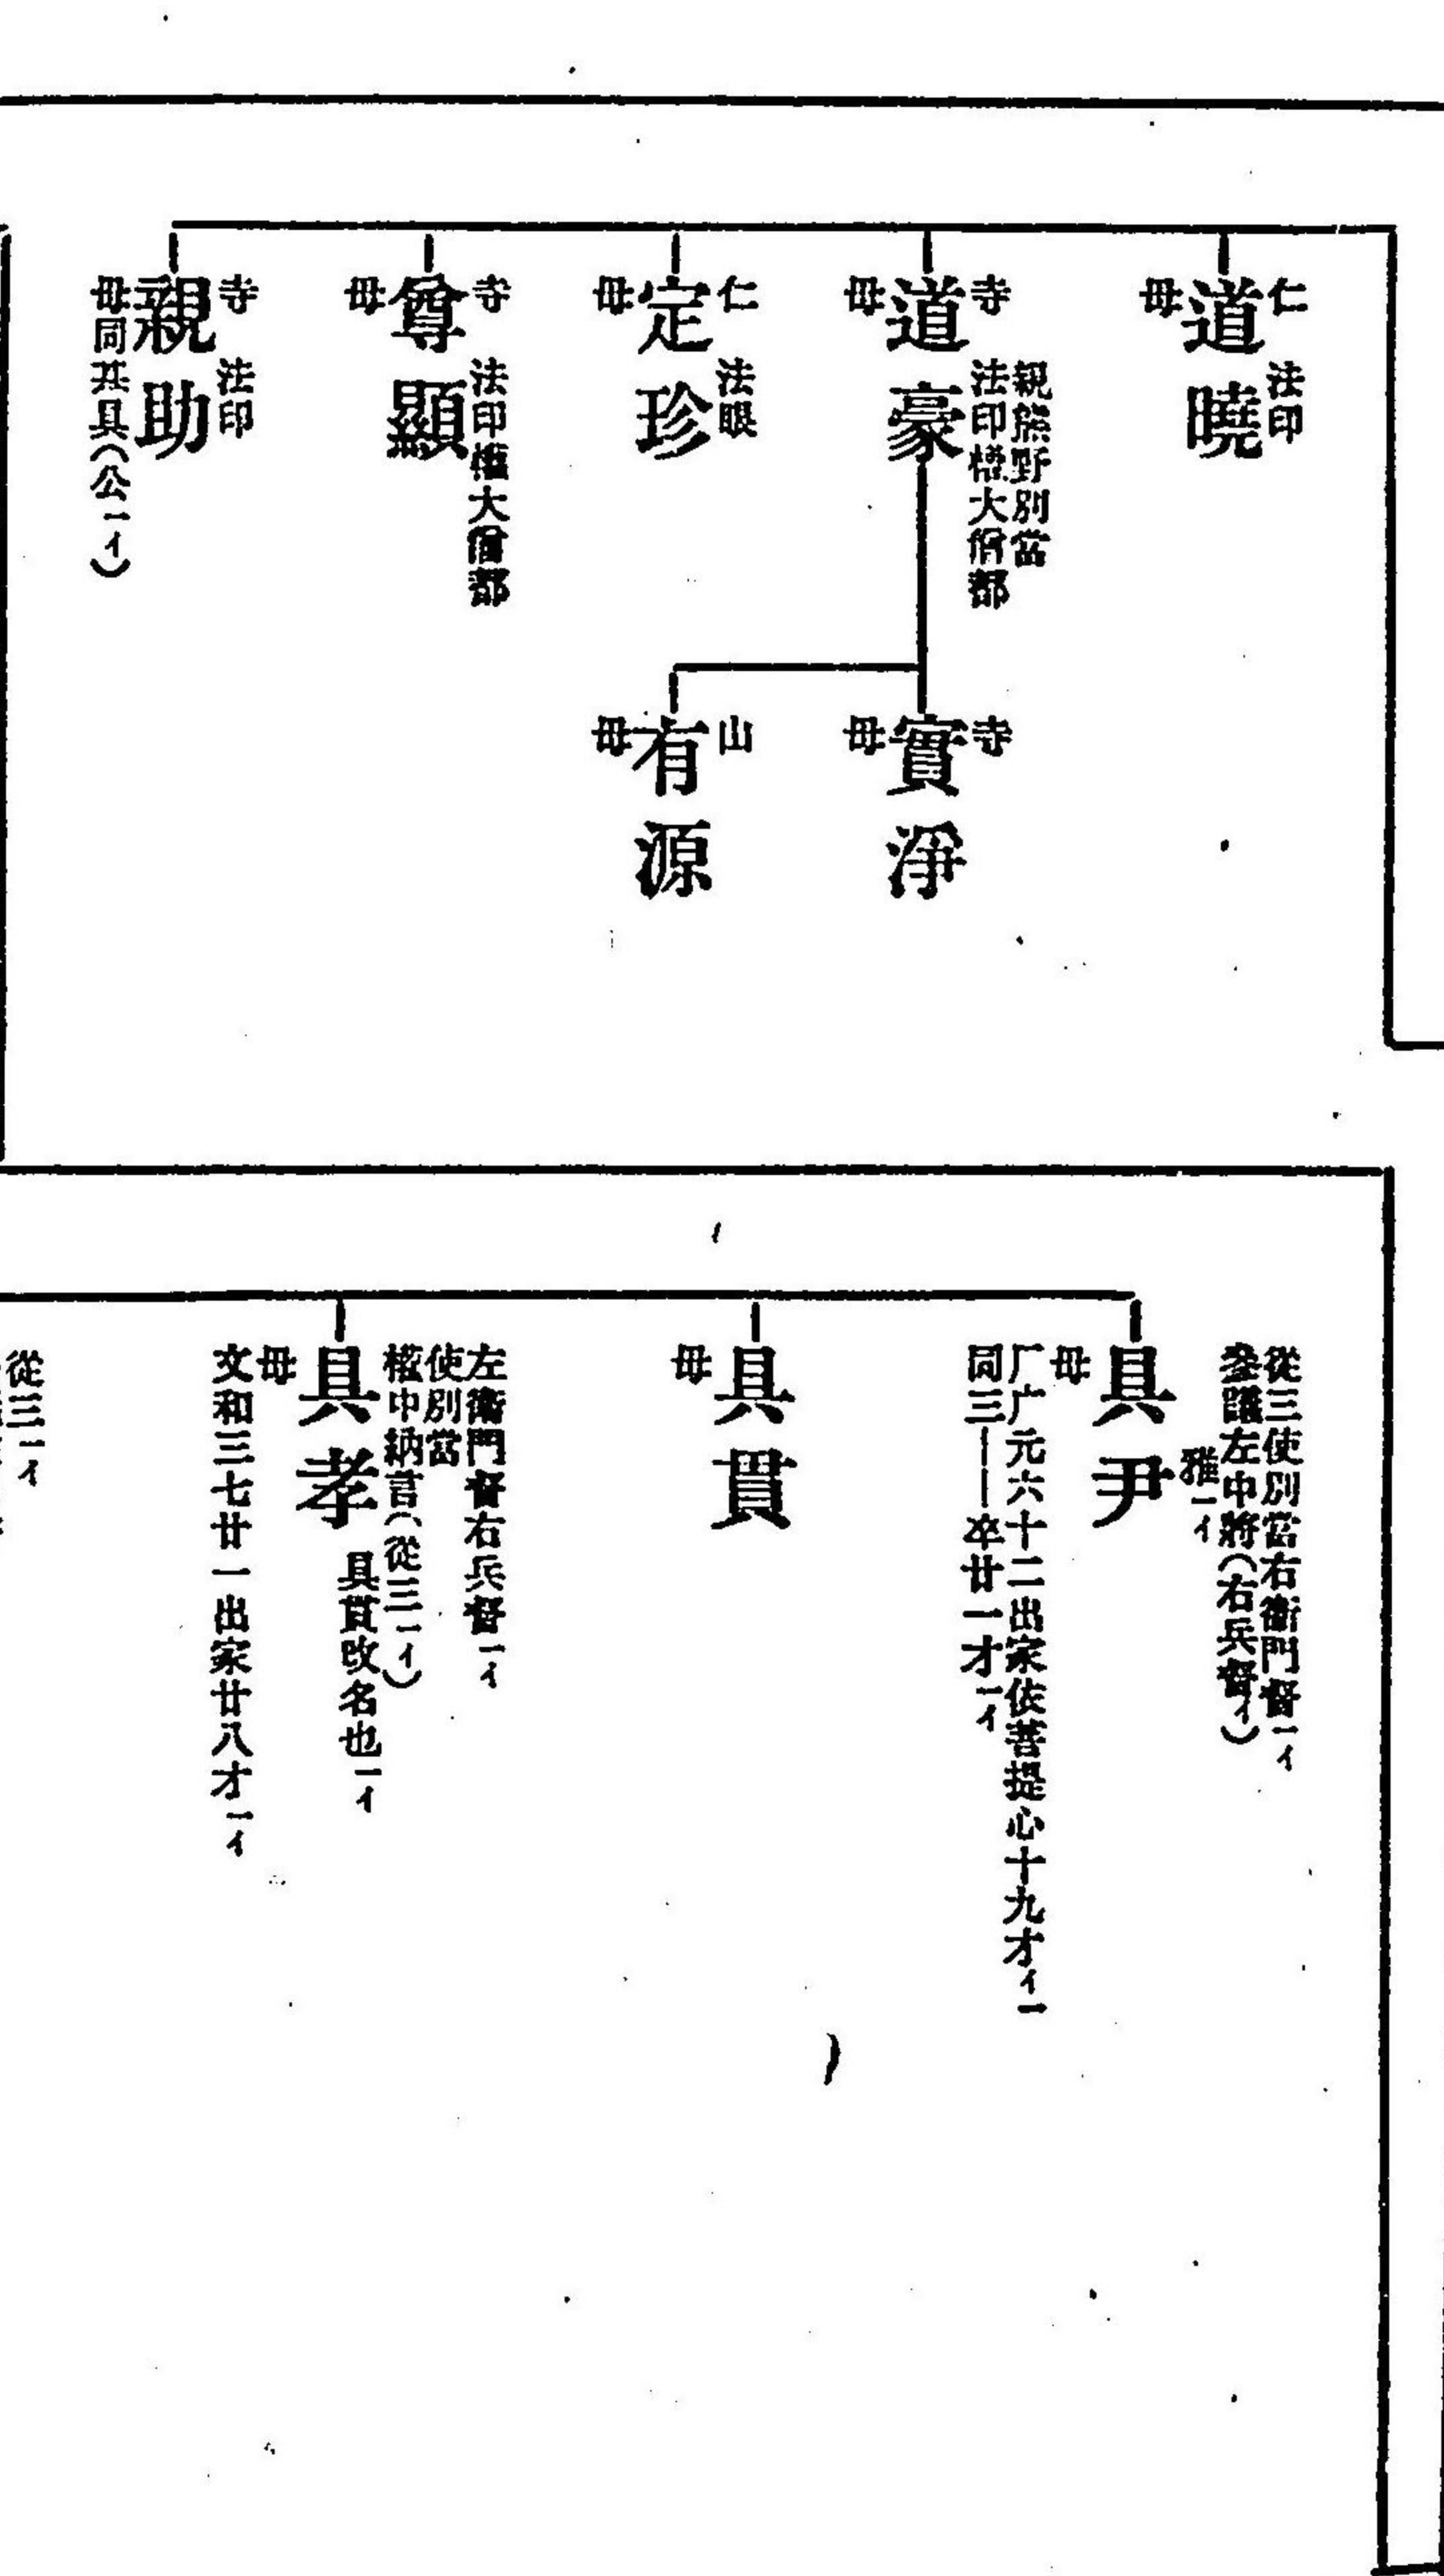 仁 法印
道曉
母
親熊野別當
寺 法印權大僧都
道豪
母
仁 法眼
定珍
母
寺 法印權大僧都
尊顯
母
寺 法印
親助
母同基具(公一イ)
寺
實淨
母
山
有源
母
從三使別當右衞門督一イ
參議左中將(右兵督イ)
雅一イ
具尹
母
广广元六十二出家依菩提心十九才イ一
同三——卒廿一才一イ
具貫
母
左衞門督右兵督一イ
使別當
權中納言(從三一イ)
具孝 具貫改名也一イ
母
文和三七廿一出家廿八才一イ
從三一イ